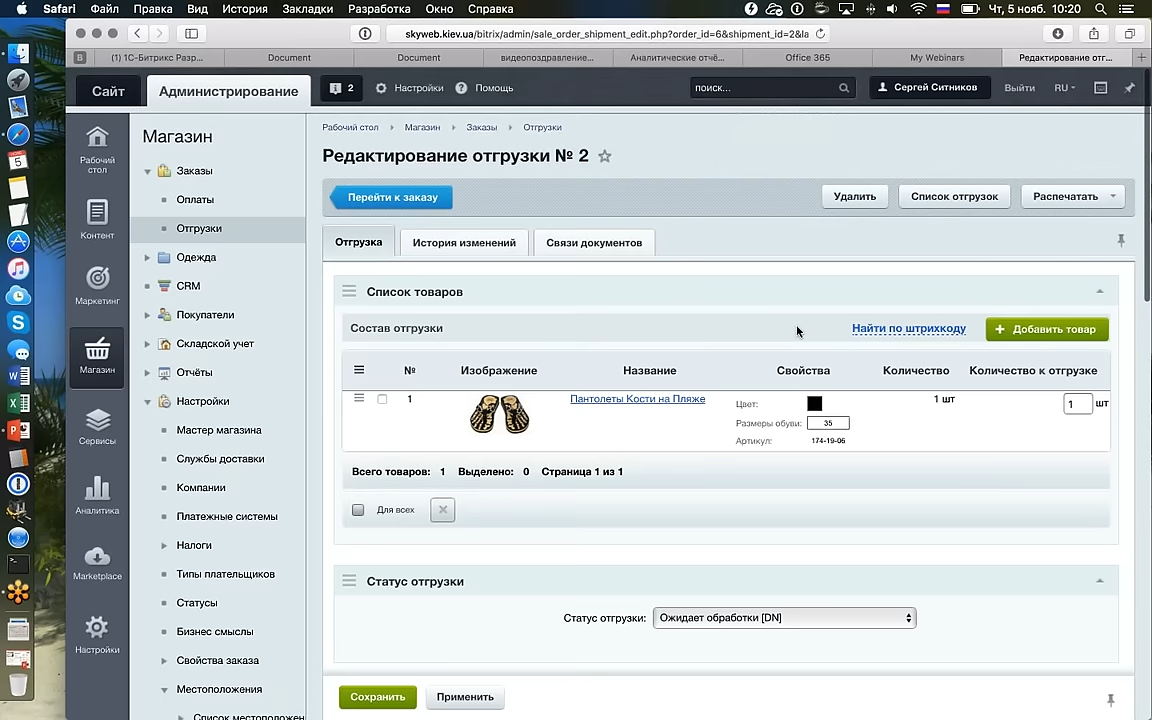 Safari Файл Правка Вид История Закладки Разработка Окно Справка Чт, 5 нояб. 10:20
skyweb.kiev.ua/bitrix/admin/sale_order_shipment_edit.php?order_id=6&shipment_id=2&la
(1) 1С-Битрикс Разр... Document Document видеопоздравление... Аналитические отчё... Office 365 My Webinars Редактирование отг...
Сайт Администрирование 2 Настройки Помощь поиск... Сергей Ситников Выйти RU
Рабочий стол
Контент
Маркетинг
Магазин
Сервисы
Аналитика
Marketplace
Настройки
Магазин
Заказы
Оплаты
Отгрузки
Одежда
CRM
Покупатели
Складской учет
Отчёты
Настройки
Мастер магазина
Службы доставки
Компании
Платежные системы
Налоги
Типы плательщиков
Статусы
Бизнес смыслы
Свойства заказа
Местоположения
Список местоположен
Рабочий стол Магазин Заказы Отгрузки
Редактирование отгрузки № 2
Перейти к заказу Удалить Список отгрузок Распечатать
Отгрузка История изменений Связи документов
Список товаров
Состав отгрузки Найти по штрихкоду + Добавить товар
№ Изображение Название Свойства Количество Количество к отгрузке
1 Пантолеты Кости на Пляже Цвет: 1 шт 1 шт
Размеры обуви: 35
Артикул: 174-19-06
Всего товаров: 1 Выделено: 0 Страница 1 из 1
Для всех
Статус отгрузки
Статус отгрузки: Ожидает обработки [DN]
Сохранить Применить